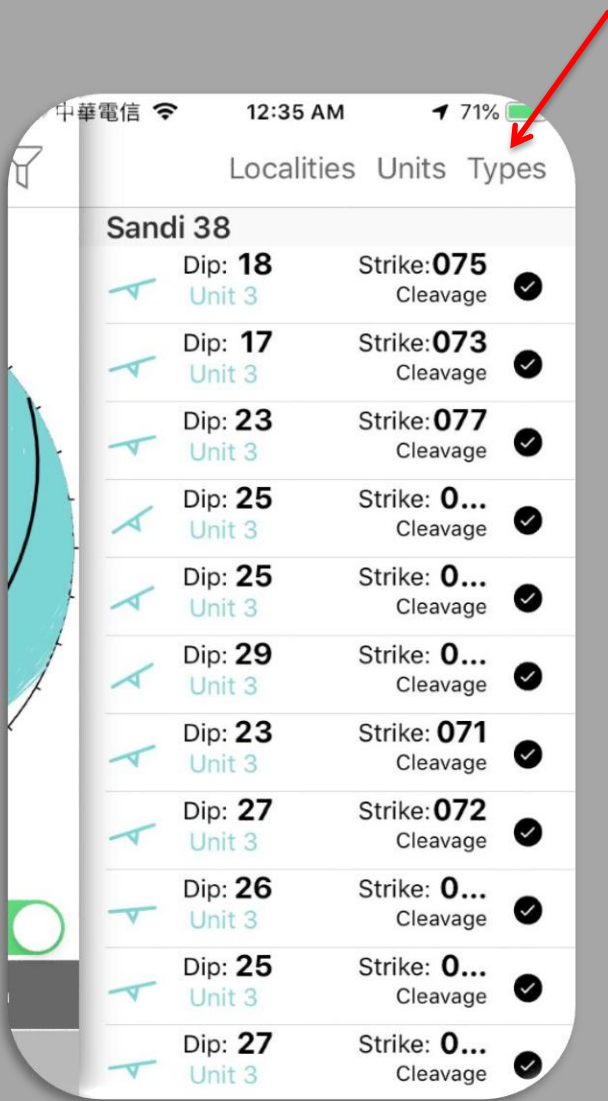 中華電信 12:35 AM 71%
Localities Units Types
Sandi 38
Dip: 18 Strike:075
Unit 3 Cleavage
Dip: 17 Strike:073
Unit 3 Cleavage
Dip: 23 Strike:077
Unit 3 Cleavage
Dip: 25 Strike: 0...
Unit 3 Cleavage
Dip: 25 Strike: 0...
Unit 3 Cleavage
Dip: 29 Strike: 0...
Unit 3 Cleavage
Dip: 23 Strike: 071
Unit 3 Cleavage
Dip: 27 Strike:072
Unit 3 Cleavage
Dip: 26 Strike: 0...
Unit 3 Cleavage
Dip: 25 Strike: 0...
Unit 3 Cleavage
Dip: 27 Strike: 0...
Unit 3 Cleavage